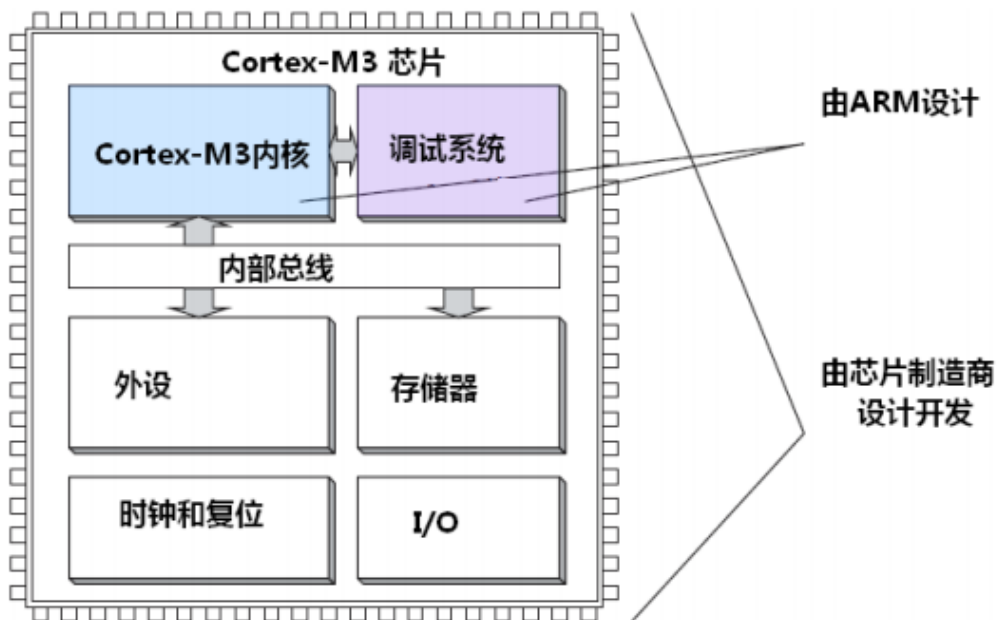 Cortex-M3 芯片
Cortex-M3内核
调试系统
由ARM设计
内部总线
外设
存储器
由芯片制造商
设计开发
时钟和复位
I/O